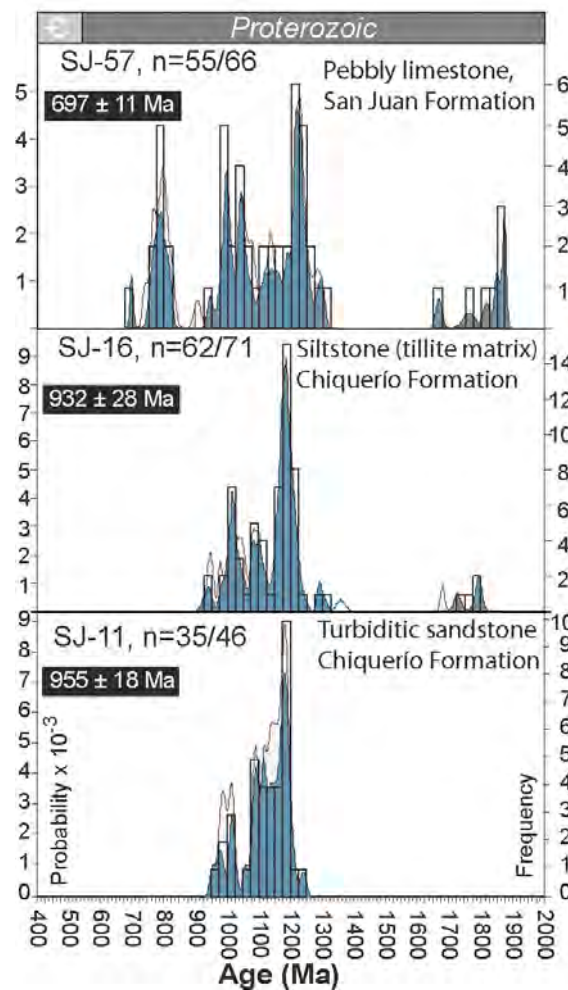 Є Proterozoic
SJ-57, n=55/66
Pebbly limestone,
San Juan Formation
697 ± 11 Ma
5
4
3
2
1
6
5
4
3
2
1
SJ-16, n=62/71
Siltstone (tillite matrix)
Chiquerío Formation
932 ± 28 Ma
9
8
7
6
5
4
3
2
1
14
12
10
8
6
4
2
SJ-11, n=35/46
Turbiditic sandstone
Chiquerío Formation
955 ± 18 Ma
9
8
7
6
5
4
3
2
1
0
Probability x 10-3
10
9
8
7
6
5
4
3
2
1
0
Frequency
400 500 600 700 800 900 1000 1100 1200 1300 1400 1500 1600 1700 1800 1900 2000
Age (Ma)